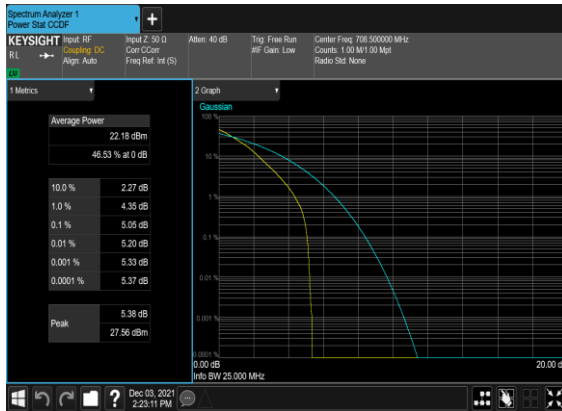 Spectrum Analyzer 1
Power Stat CCDF
+
KEYSIGHT
RL
LXI
Input: RF
Coupling: DC
Align: Auto
Input Z: 50 Ω
Corr CCorr
Freq Ref: Int (S)
Atten: 40 dB
Trig: Free Run
#IF Gain: Low
Center Freq: 708.500000 MHz
Counts: 1.00 M/1.00 Mpt
Radio Std: None
1 Metrics
Average Power
22.18 dBm
46.53 % at 0 dB
10.0 % 2.27 dB
1.0 % 4.35 dB
0.1 % 5.05 dB
0.01 % 5.20 dB
0.001 % 5.33 dB
0.0001 % 5.37 dB
Peak
5.38 dB
27.56 dBm
2 Graph
Gaussian
100 %
10 %
1 %
0.1 %
0.01 %
0.001 %
0.0001 %
0.00 dB
20.00 d
Info BW 25.000 MHz
?
Dec 03, 2021
2:23:11 PM